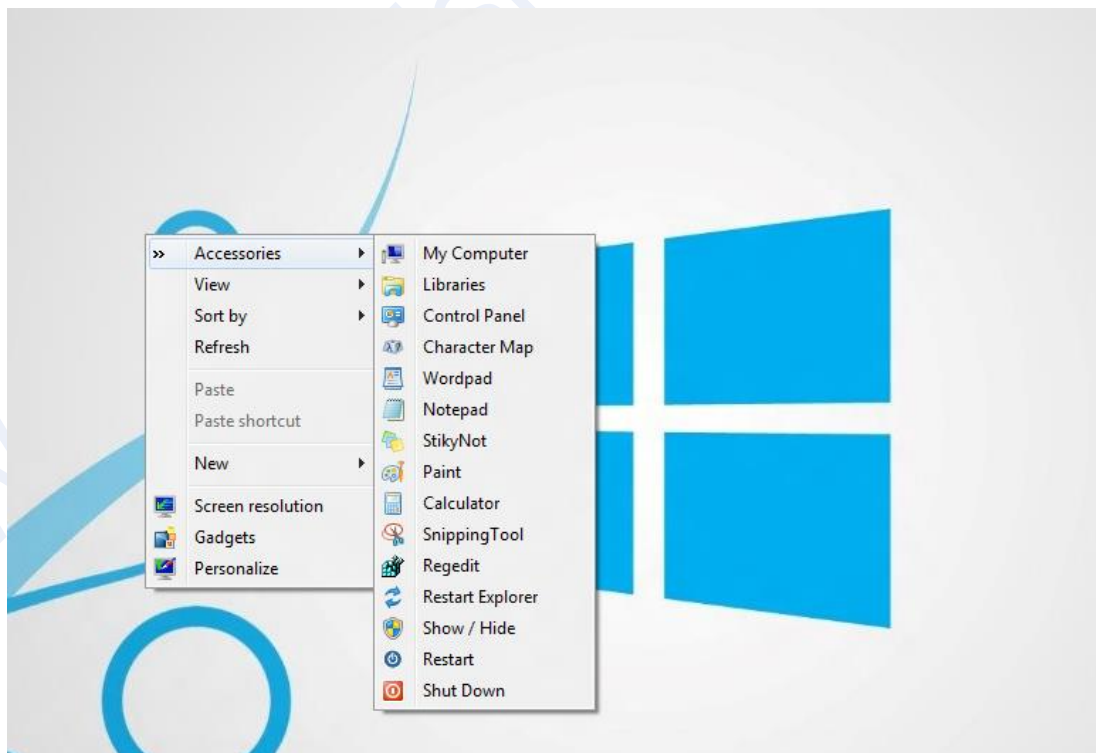 Accessories
View
Sort by
Refresh
Paste
Paste shortcut
New
Screen resolution
Gadgets
Personalize
My Computer
Libraries
Control Panel
Character Map
Wordpad
Notepad
StikyNot
Paint
Calculator
SnippingTool
Regedit
Restart Explorer
Show / Hide
Restart
Shut Down